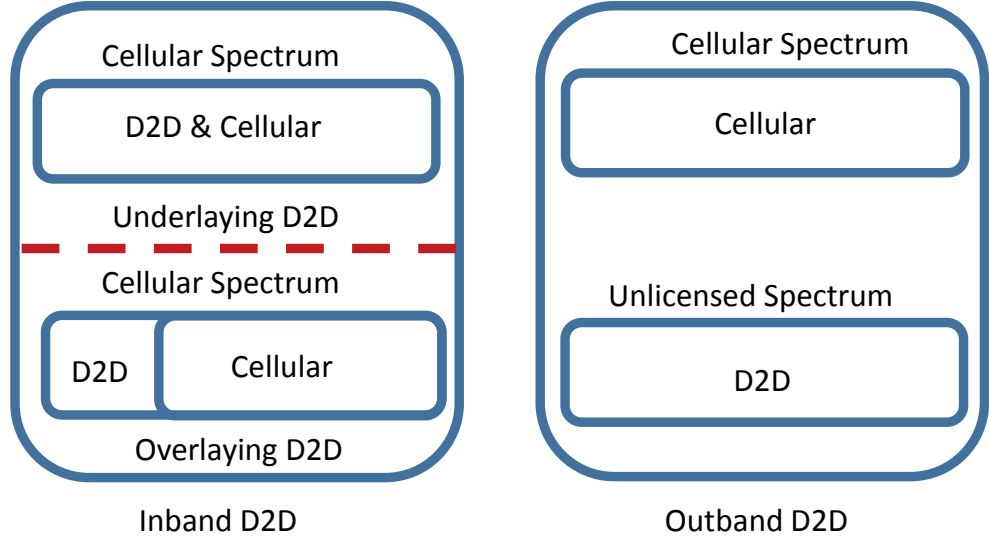 Cellular Spectrum
D2D & Cellular
Underlaying D2D
Cellular Spectrum
D2D
Cellular
Overlaying D2D
Inband D2D
Cellular Spectrum
Cellular
Unlicensed Spectrum
D2D
Outband D2D